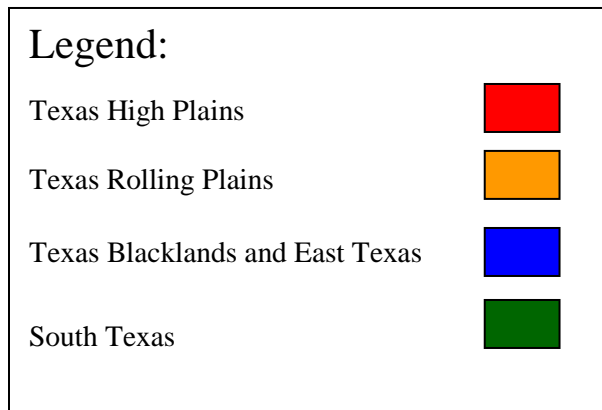 Legend:
Texas High Plains
Texas Rolling Plains
Texas Blacklands and East Texas
South Texas